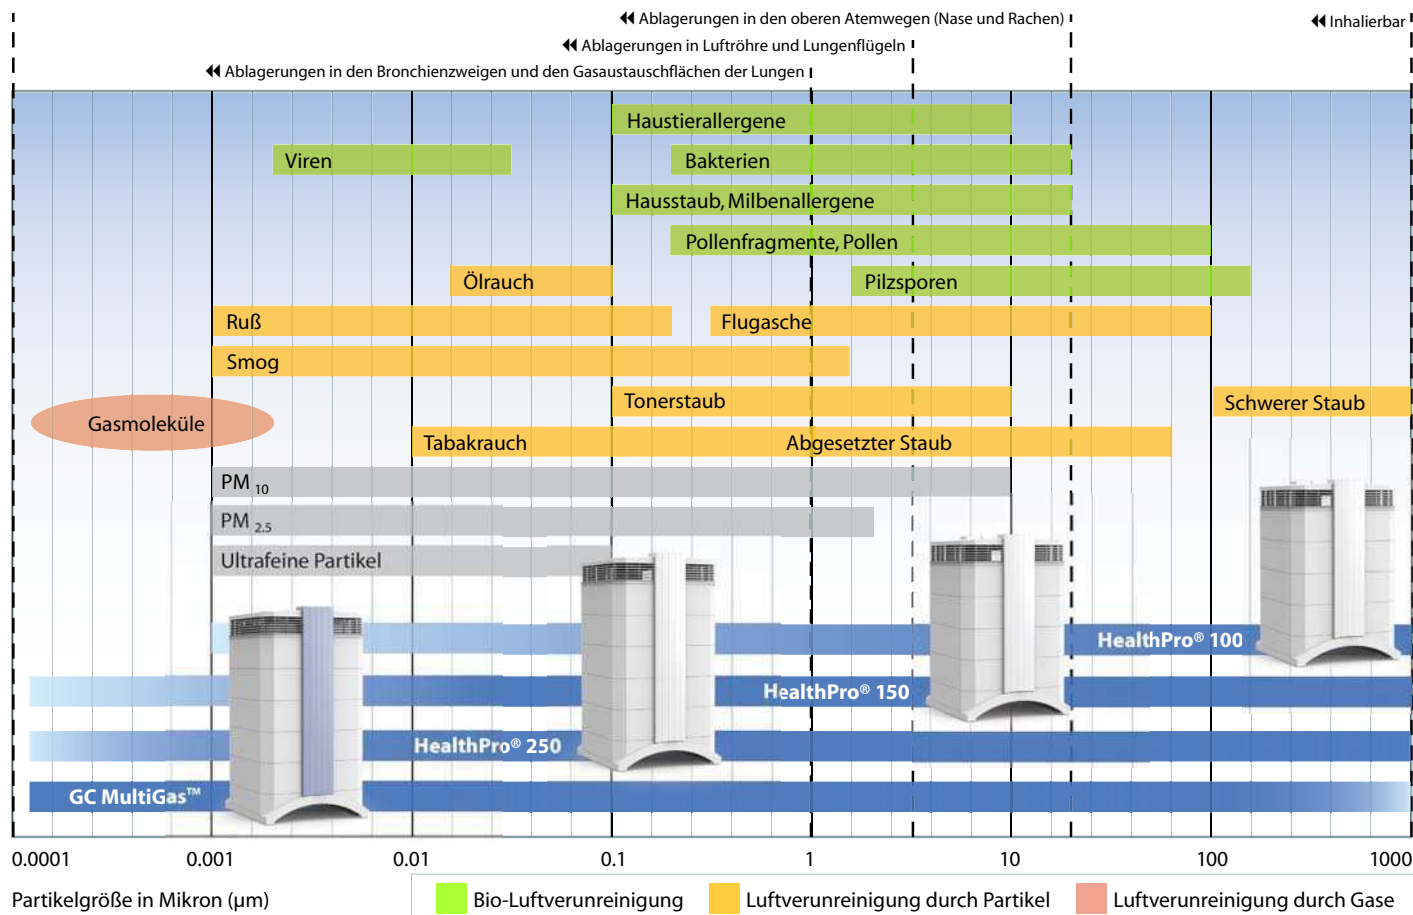 Ablagerungen in den oberen Atemwegen (Nase und Rachen)
Inhalierbar
Ablagerungen in Luftröhre und Lungenflügeln
Ablagerungen in den Bronchienzweigen und den Gasaustauschflächen der Lungen
Haustierallergene
Viren
Bakterien
Hausstaub, Milbenallergene
Pollenfragmente, Pollen
Ölrauch
Pilzsporen
Ruß
Flugasche
Smog
Tonerstaub
Schwerer Staub
Gasmoleküle
Tabakrauch
Abgesetzter Staub
PM 10
PM 2.5
Ultrafeine Partikel
HealthPro® 100
HealthPro® 150
HealthPro® 250
GC MultiGas™
0.0001 0.001 0.01 0.1 1 10 100 1000
Partikelgröße in Mikron (µm)
Bio-Luftverunreinigung
Luftverunreinigung durch Partikel
Luftverunreinigung durch Gase